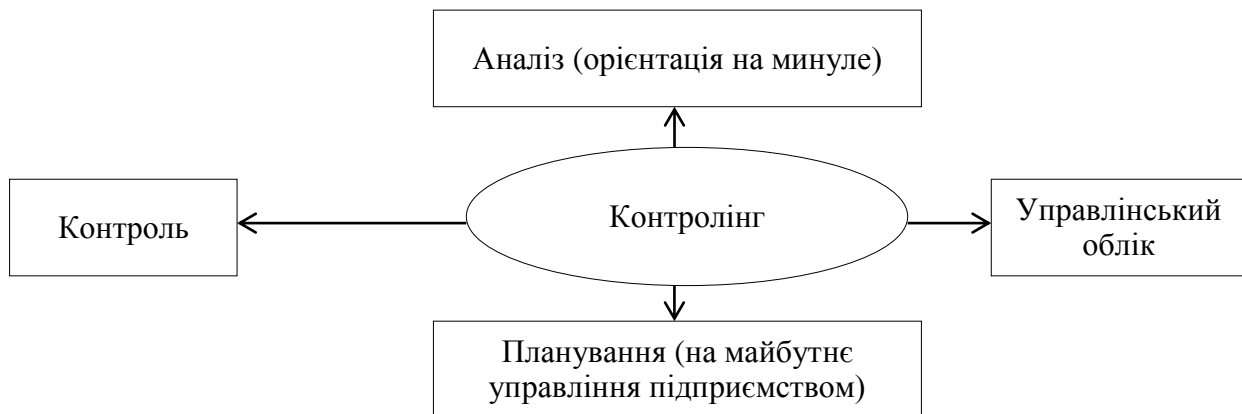 Аналіз (орієнтація на минуле)
Контроль
Контролінг
Управлінський
облік
Планування (на майбутнє
управління підприємством)